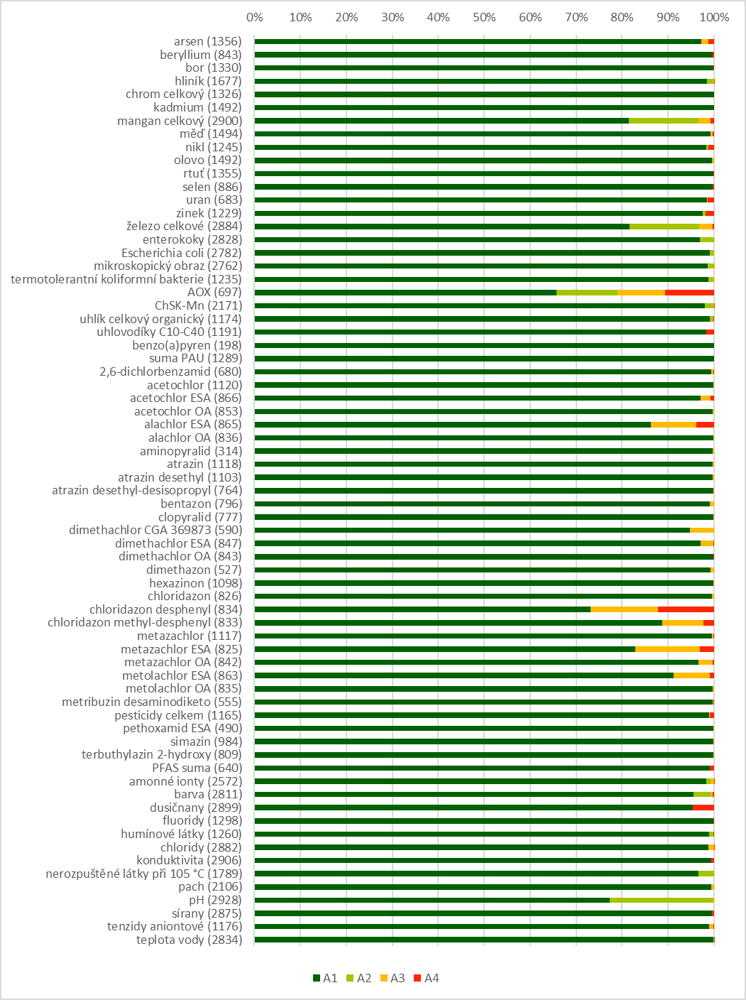 0% 10% 20% 30% 40% 50% 60% 70% 80% 90% 100%
arsen (1356)
beryllium (843)
bor (1330)
hliník (1677)
chrom celkový (1326)
kadmium (1492)
mangan celkový (2900)
měď (1494)
nikl (1245)
olovo (1492)
rtuť (1355)
selen (886)
uran (683)
zinek (1229)
železo celkové (2884)
enterokoky (2828)
Escherichia coli (2782)
mikroskopický obraz (2762)
termotolerantní koliformní bakterie (1235)
AOX (697)
ChSK-Mn (2171)
uhlík celkový organický (1174)
uhlovodíky C10-C40 (1191)
benzo(a)pyren (198)
suma PAU (1289)
2,6-dichlorbenzamid (680)
acetochlor (1120)
acetochlor ESA (866)
acetochlor OA (853)
alachlor ESA (865)
alachlor OA (836)
aminopyralid (314)
atrazin (1118)
atrazin desethyl (1103)
atrazin desethyl-desisopropyl (764)
bentazon (796)
clopyralid (777)
dimethachlor CGA 369873 (590)
dimethachlor ESA (847)
dimethachlor OA (843)
dimethazon (527)
hexazinon (1098)
chloridazon (826)
chloridazon desphenyl (834)
chloridazon methyl-desphenyl (833)
metazachlor (1117)
metazachlor ESA (825)
metazachlor OA (842)
metolachlor ESA (863)
metolachlor OA (835)
metribuzin desaminodiketo (555)
pesticidy celkem (1165)
pethoxamid ESA (490)
simazin (984)
terbuthylazin 2-hydroxy (809)
PFAS suma (640)
amonné ionty (2572)
barva (2811)
dusičnany (2899)
fluoridy (1298)
humínové látky (1260)
chloridy (2882)
konduktivita (2906)
nerozpuštěné látky při 105 °C (1789)
pach (2106)
pH (2928)
sírany (2875)
tenzidy aniontové (1176)
teplota vody (2834)
A1 A2 A3 A4